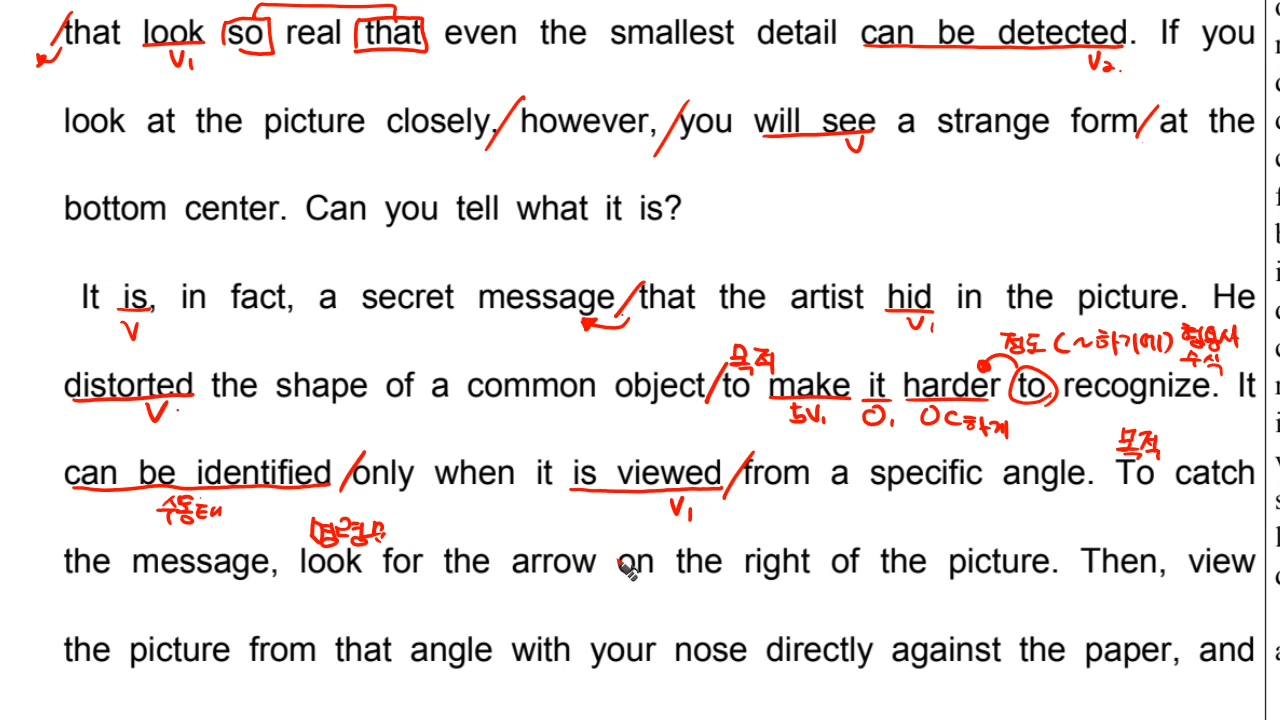 that look so real that even the smallest detail can be detected. If you
V₁
V₂.
look at the picture closely, however, you will see a strange form at the
V
bottom center. Can you tell what it is?
It is, in fact, a secret message that the artist hid in the picture. He
V
V₁
정도 (~하기에) 형용사
수식
목적
distorted the shape of a common object to make it harder to recognize. It
V
5V₁ O₁ OC 하게
목적
can be identified only when it is viewed from a specific angle. To catch
수동태
V₁
명령문
the message, look for the arrow on the right of the picture. Then, view
the picture from that angle with your nose directly against the paper, and